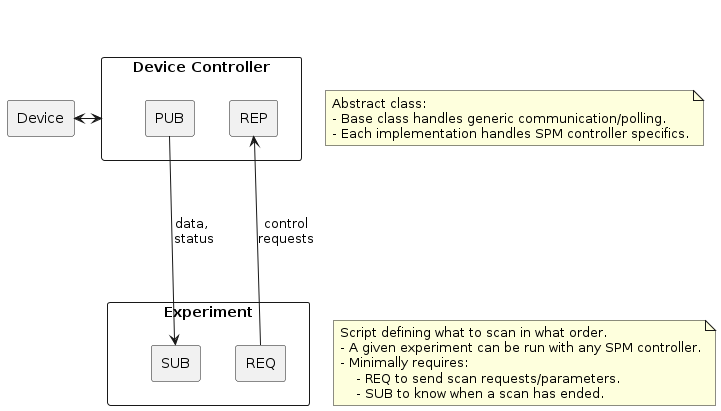 Device Controller
Device
PUB
REP
Abstract class:
- Base class handles generic communication/polling.
- Each implementation handles SPM controller specifics.
data,
status
control
requests
Experiment
SUB
REQ
Script defining what to scan in what order.
- A given experiment can be run with any SPM controller.
- Minimally requires:
- REQ to send scan requests/parameters.
- SUB to know when a scan has ended.